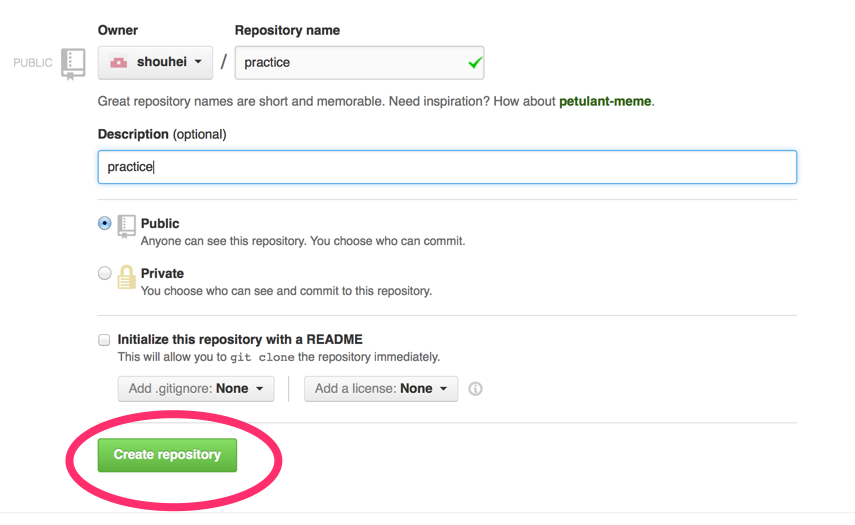 Owner Repository name
PUBLIC shouhei / practice
Great repository names are short and memorable. Need inspiration? How about petulant-meme.
Description (optional)
practice
Public
Anyone can see this repository. You choose who can commit.
Private
You choose who can see and commit to this repository.
Initialize this repository with a README
This will allow you to git clone the repository immediately.
Add .gitignore: None Add a license: None
Create repository